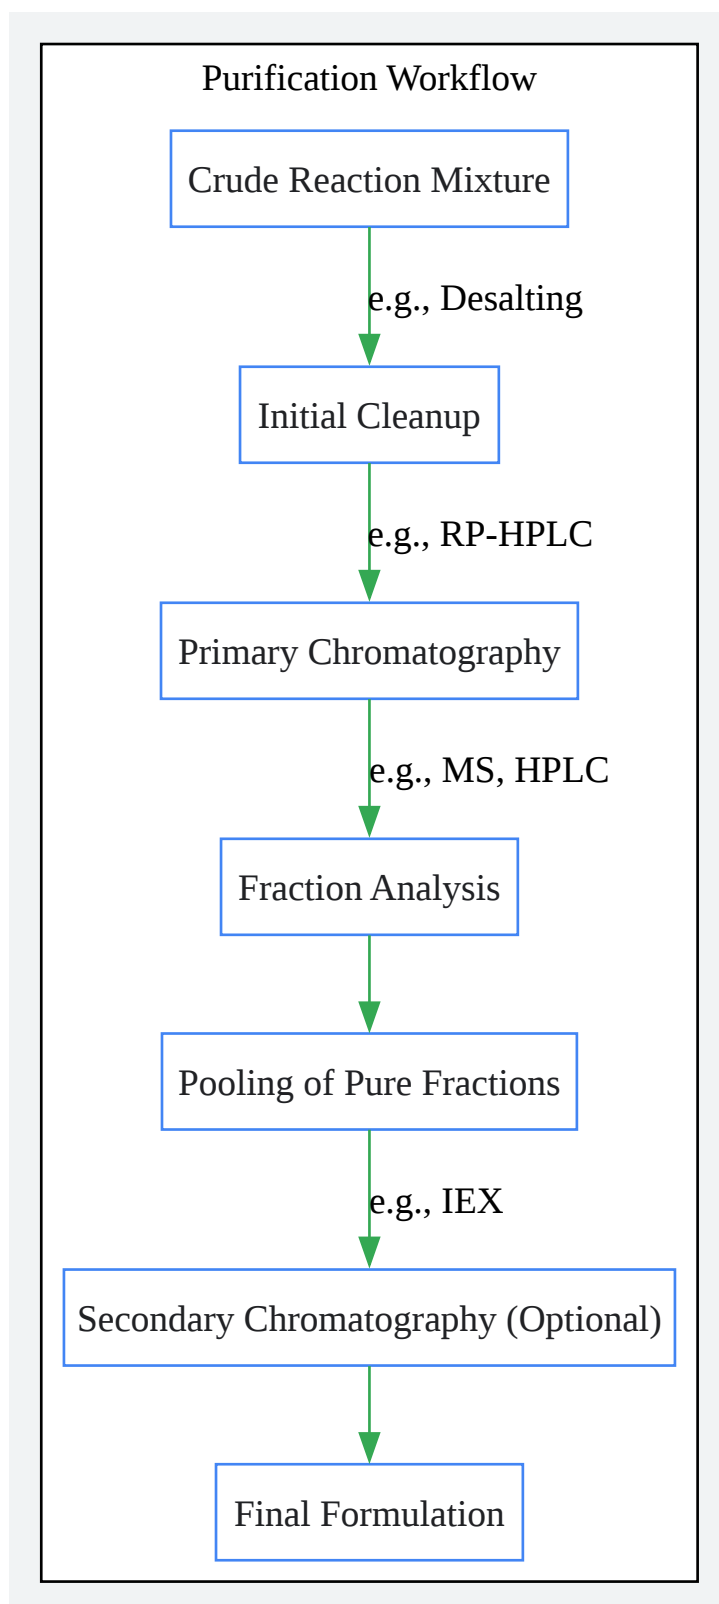 Purification Workflow
Crude Reaction Mixture
e.g., Desalting
Initial Cleanup
e.g., RP-HPLC
Primary Chromatography
e.g., MS, HPLC
Fraction Analysis
Pooling of Pure Fractions
e.g., IEX
Secondary Chromatography (Optional)
Final Formulation